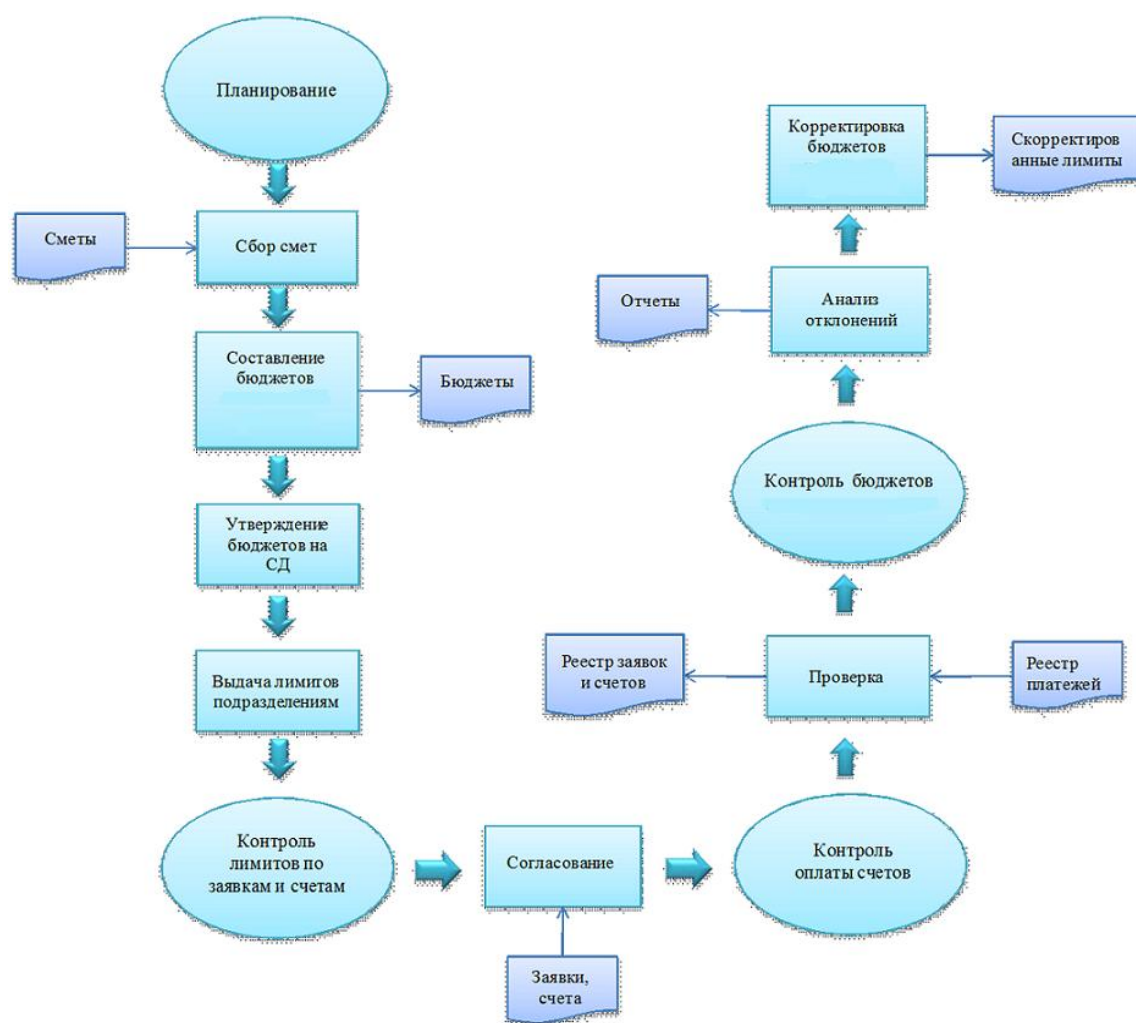 Планирование
Сметы
Сбор смет
Составление
бюджетов
Бюджеты
Утверждение
бюджетов на
СД
Выдача лимитов
подразделениям
Контроль
лимитов по
заявкам и счетам
Согласование
Заявки,
счета
Контроль
оплаты счетов
Проверка
Реестр заявок
и счетов
Реестр
платежей
Контроль бюджетов
Анализ
отклонений
Отчеты
Корректировка
бюджетов
Скорректиров
анные лимиты